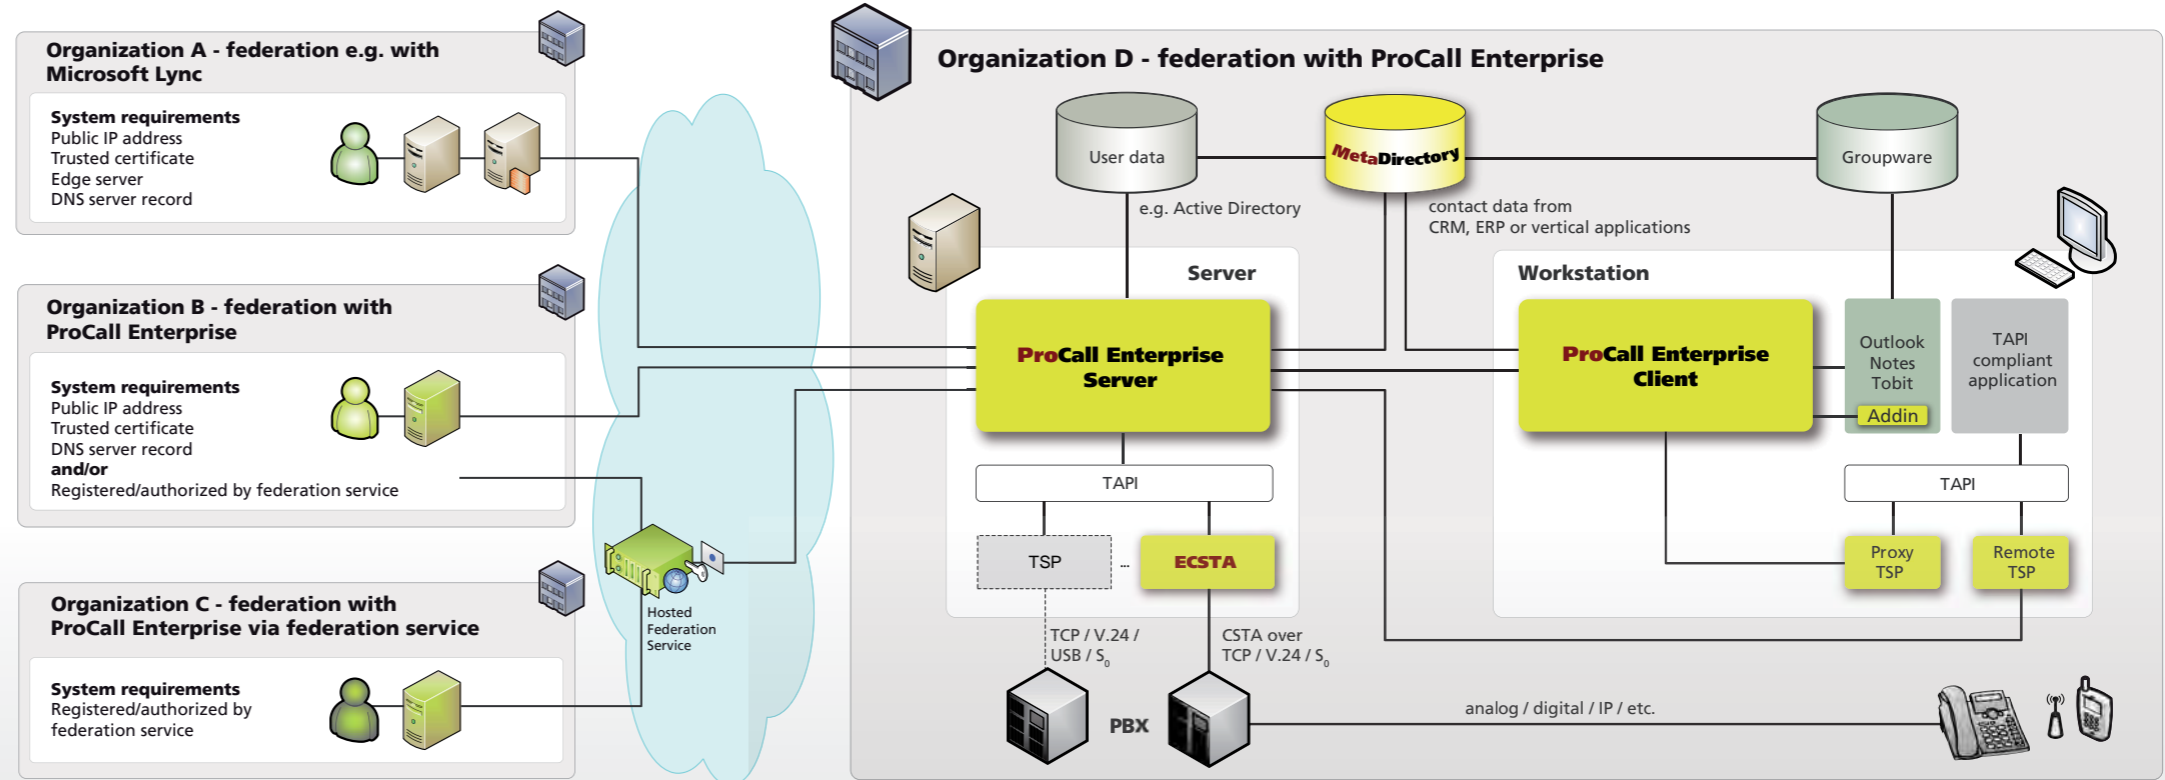 Organization A - federation e.g. with
Microsoft Lync
System requirements
Public IP address
Trusted certificate
Edge server
DNS server record
Organization B - federation with
ProCall Enterprise
System requirements
Public IP address
Trusted certificate
DNS server record
and/or
Registered/authorized by federation service
Organization C - federation with
ProCall Enterprise via federation service
System requirements
Registered/authorized by
federation service
Hosted
Federation
Service
Organization D - federation with ProCall Enterprise
User data
MetaDirectory
Groupware
e.g. Active Directory
contact data from
CRM, ERP or vertical applications
Server
ProCall Enterprise
Server
TAPI
TSP
...
ECSTA
TCP / V.24 /
USB / S0
CSTA over
TCP / V.24 / S0
PBX
analog / digital / IP / etc.
Workstation
ProCall Enterprise
Client
Outlook
Notes
Tobit
Addin
TAPI
compliant
application
TAPI
Proxy
TSP
Remote
TSP